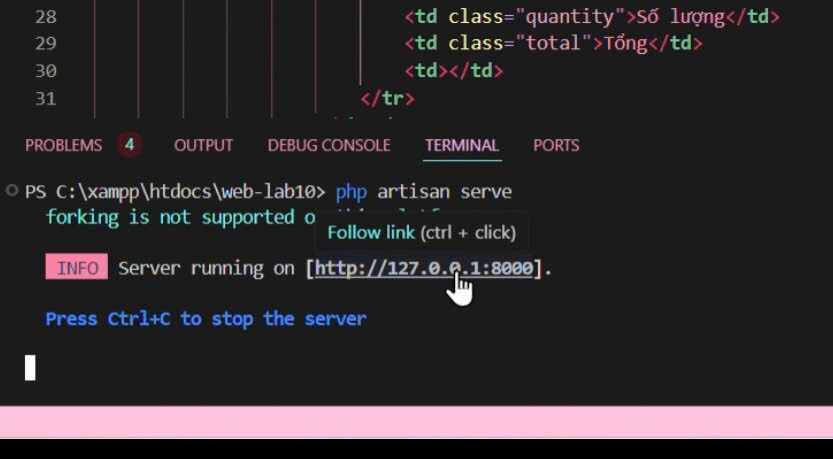 28 <td class="quantity">Số lượng</td>
29 <td class="total">Tổng</td>
30 <td></td>
31 </tr>
PROBLEMS 4 OUTPUT DEBUG CONSOLE TERMINAL PORTS
PS C:\xampp\htdocs\web-lab10> php artisan serve
forking is not supported o
Follow link (ctrl + click)
INFO Server running on [http://127.0.0.1:8000].
Press Ctrl+C to stop the server